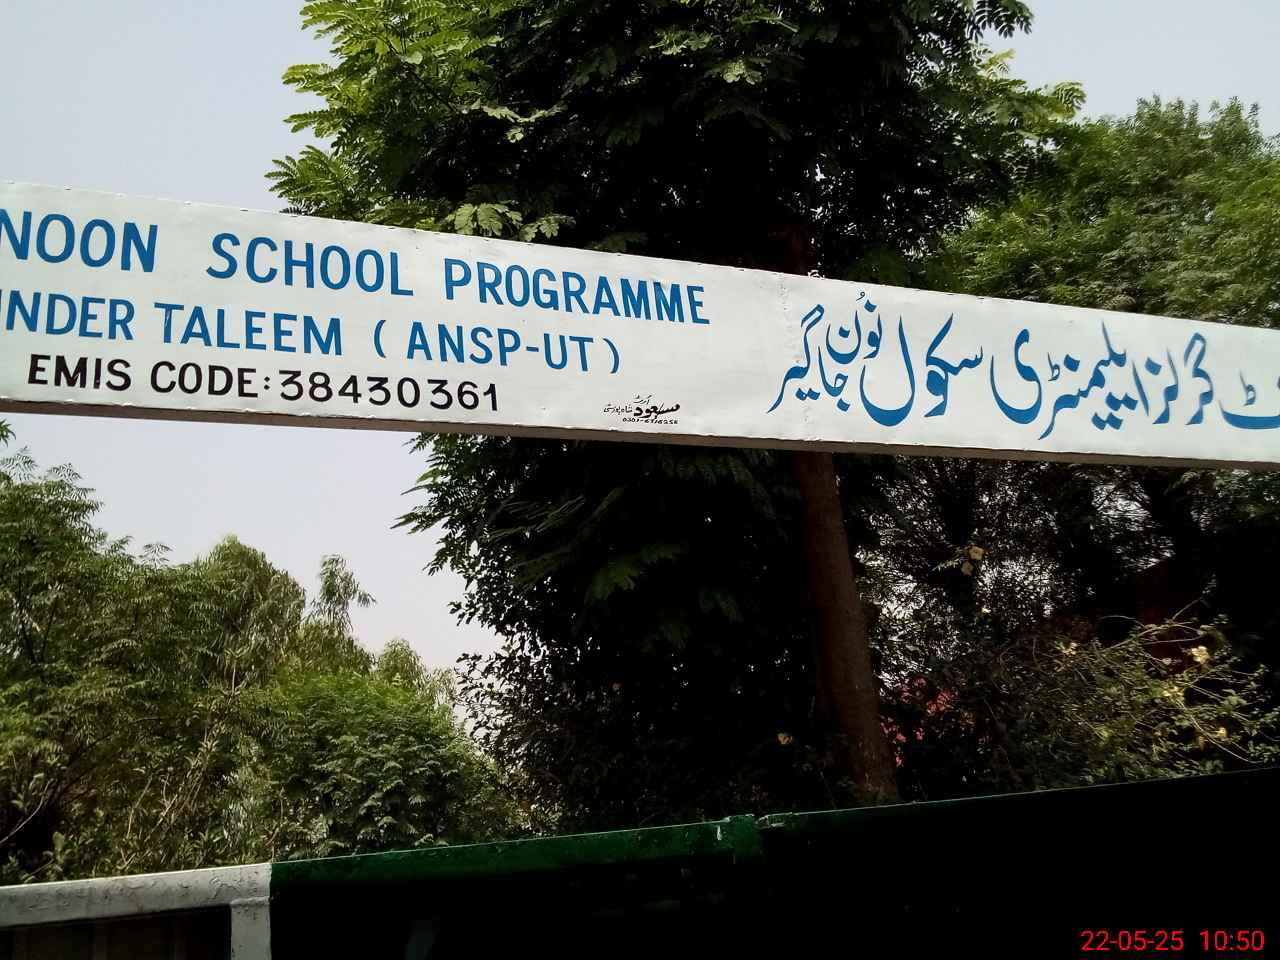 NOON SCHOOL PROGRAMME
UNDER TALEEM ( ANSP-UT )
EMIS CODE:38430361
گرلز ایلیمنٹری سکول نُون جاگیر
مسعود
22-05-25 10:50